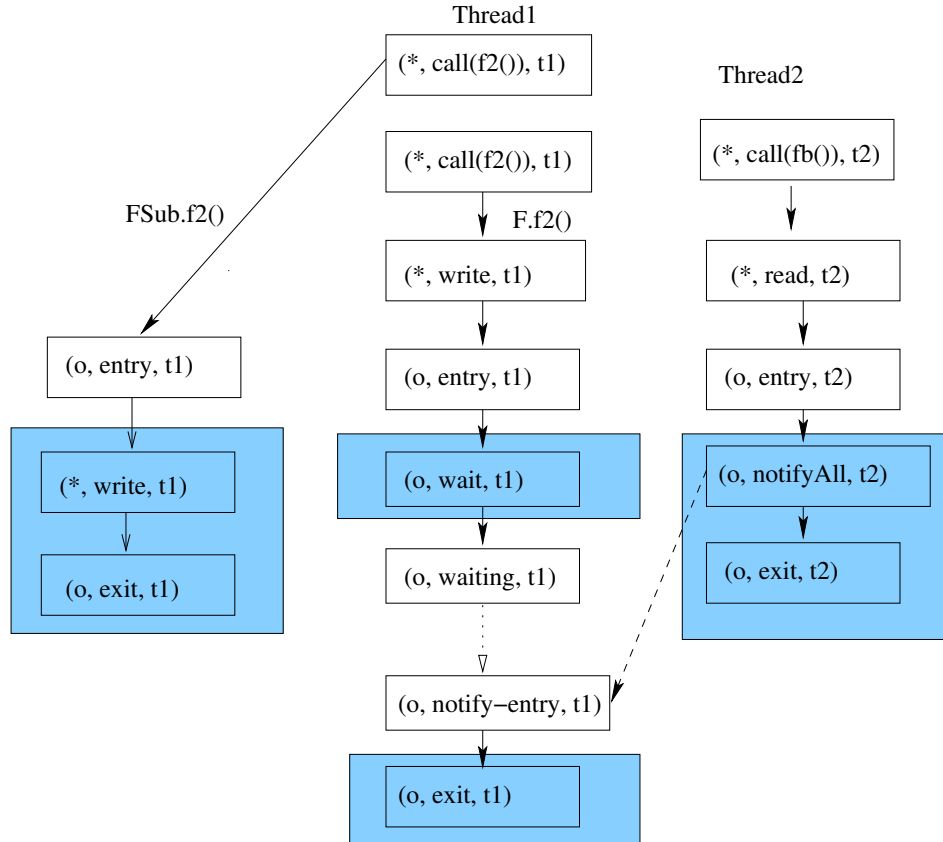 Thread1
(*, call(f2()), t1)
Thread2
(*, call(f2()), t1)
(*, call(fb()), t2)
FSub.f2()
F.f2()
(*, write, t1)
(*, read, t2)
(o, entry, t1)
(o, entry, t1)
(o, entry, t2)
(*, write, t1)
(o, wait, t1)
(o, notifyAll, t2)
(o, exit, t1)
(o, waiting, t1)
(o, exit, t2)
(o, notify−entry, t1)
(o, exit, t1)